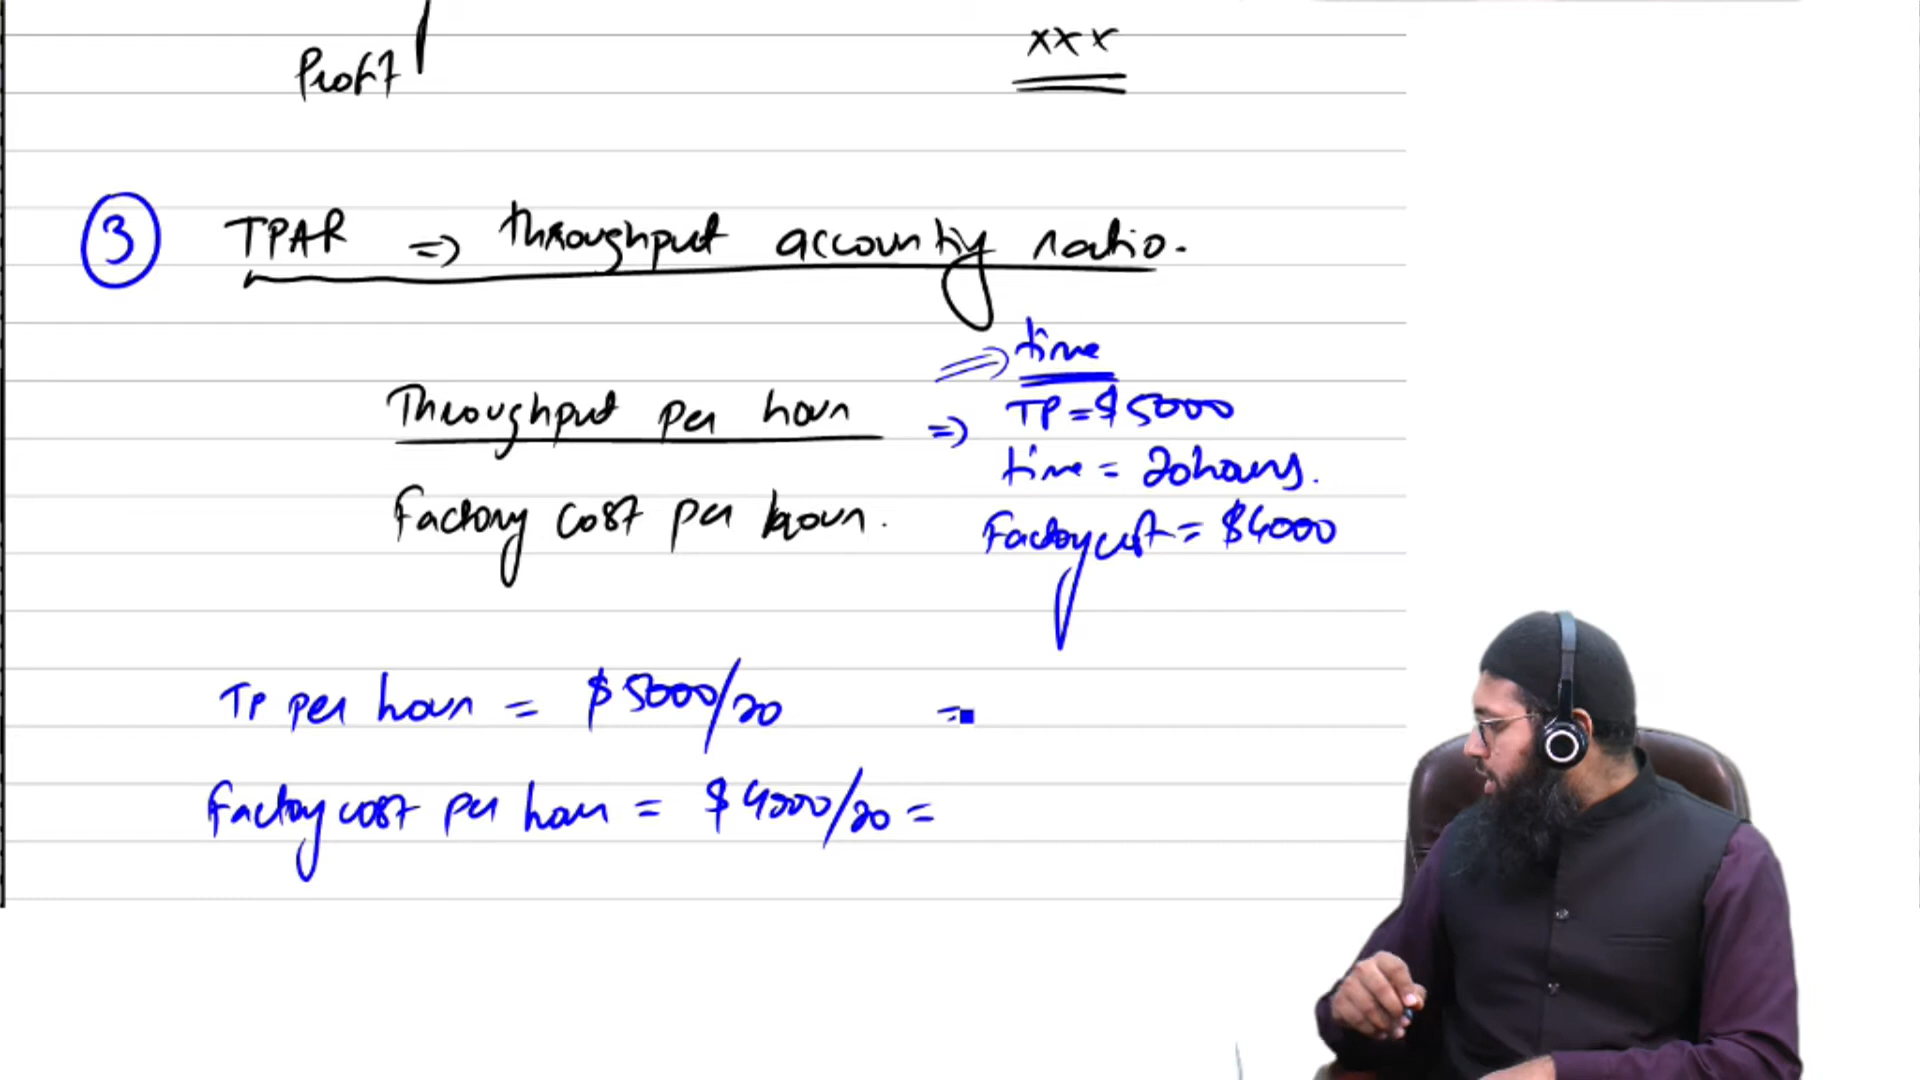 Profit
xxx
3 TPAR => Throughput accounting ratio.
=> time
Throughput per hour => TP = $5000
time = 20 hours.
Factory cost per hour. Factory cost = $4000
TP per hour = $5000/20 =
Factory cost per hour = $4000/20 =